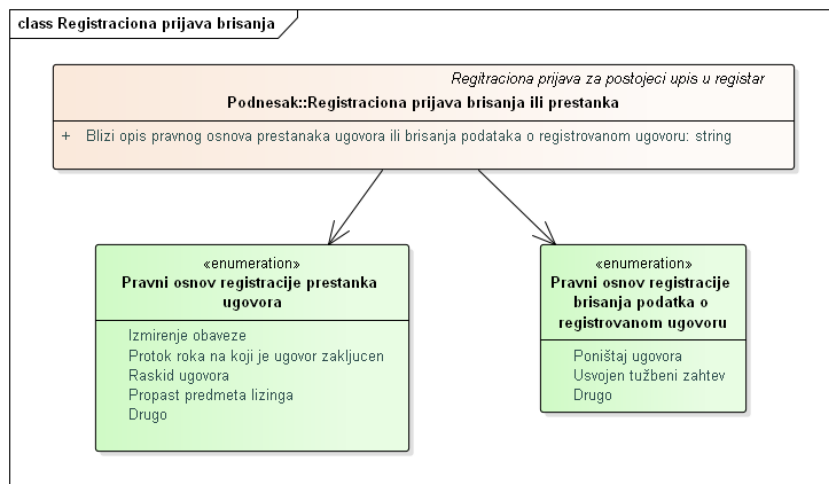 class Registraciona prijava brisanja
Regitraciona prijava za postojeci upis u registar
Podnesak::Registraciona prijava brisanja ili prestanka
+ Blizi opis pravnog osnova prestanaka ugovora ili brisanja podataka o registrovanom ugovoru: string
«enumeration»
Pravni osnov registracije prestanka
ugovora
Izmirenje obaveze
Protok roka na koji je ugovor zakljucen
Raskid ugovora
Propast predmeta lizinga
Drugo
«enumeration»
Pravni osnov registracije
brisanja podatka o
registrovanom ugovoru
Poništaj ugovora
Usvojen tužbeni zahtev
Drugo